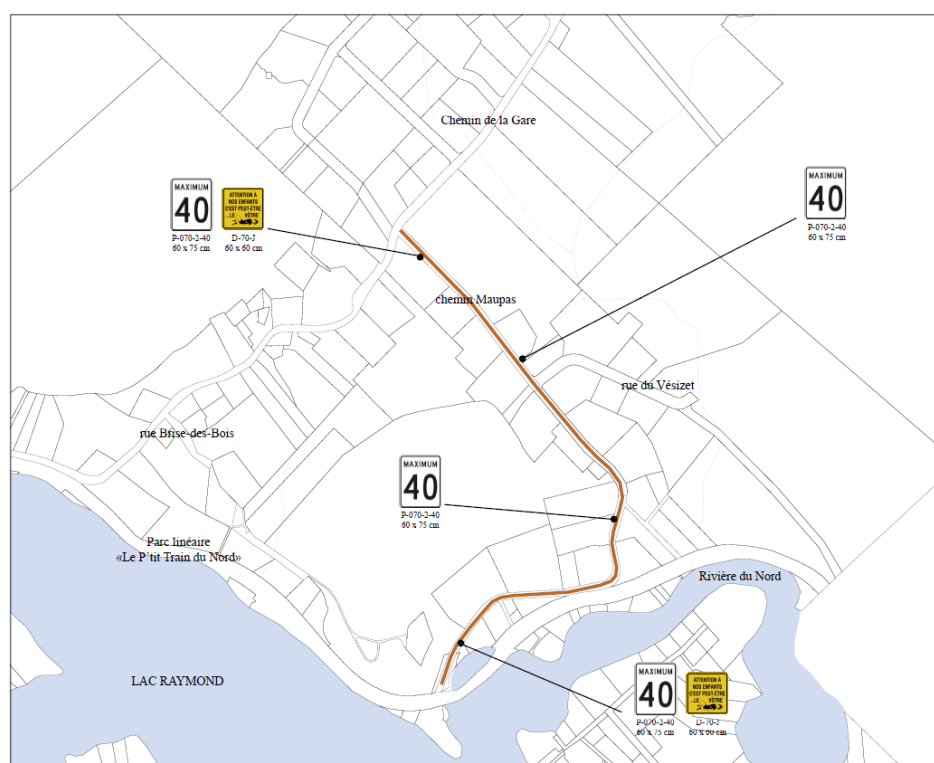 Chemin de la Gare
MAXIMUM
40
P-070-2-40
60 x 75 cm
ATTENTION À
NOS ENFANTS
C'EST PEUT-ÊTRE
...LE VÔTRE
D-70-J
60 x 60 cm
MAXIMUM
40
P-070-2-40
60 x 75 cm
chemin Maupas
rue du Vésizet
rue Brise-des-Bois
MAXIMUM
40
P-070-2-40
60 x 75 cm
Parc linéaire
«Le P'tit Train du Nord»
Rivière du Nord
LAC RAYMOND
MAXIMUM
40
P-070-2-40
60 x 75 cm
ATTENTION À
NOS ENFANTS
C'EST PEUT-ÊTRE
...LE VÔTRE
D-70-J
60 x 60 cm